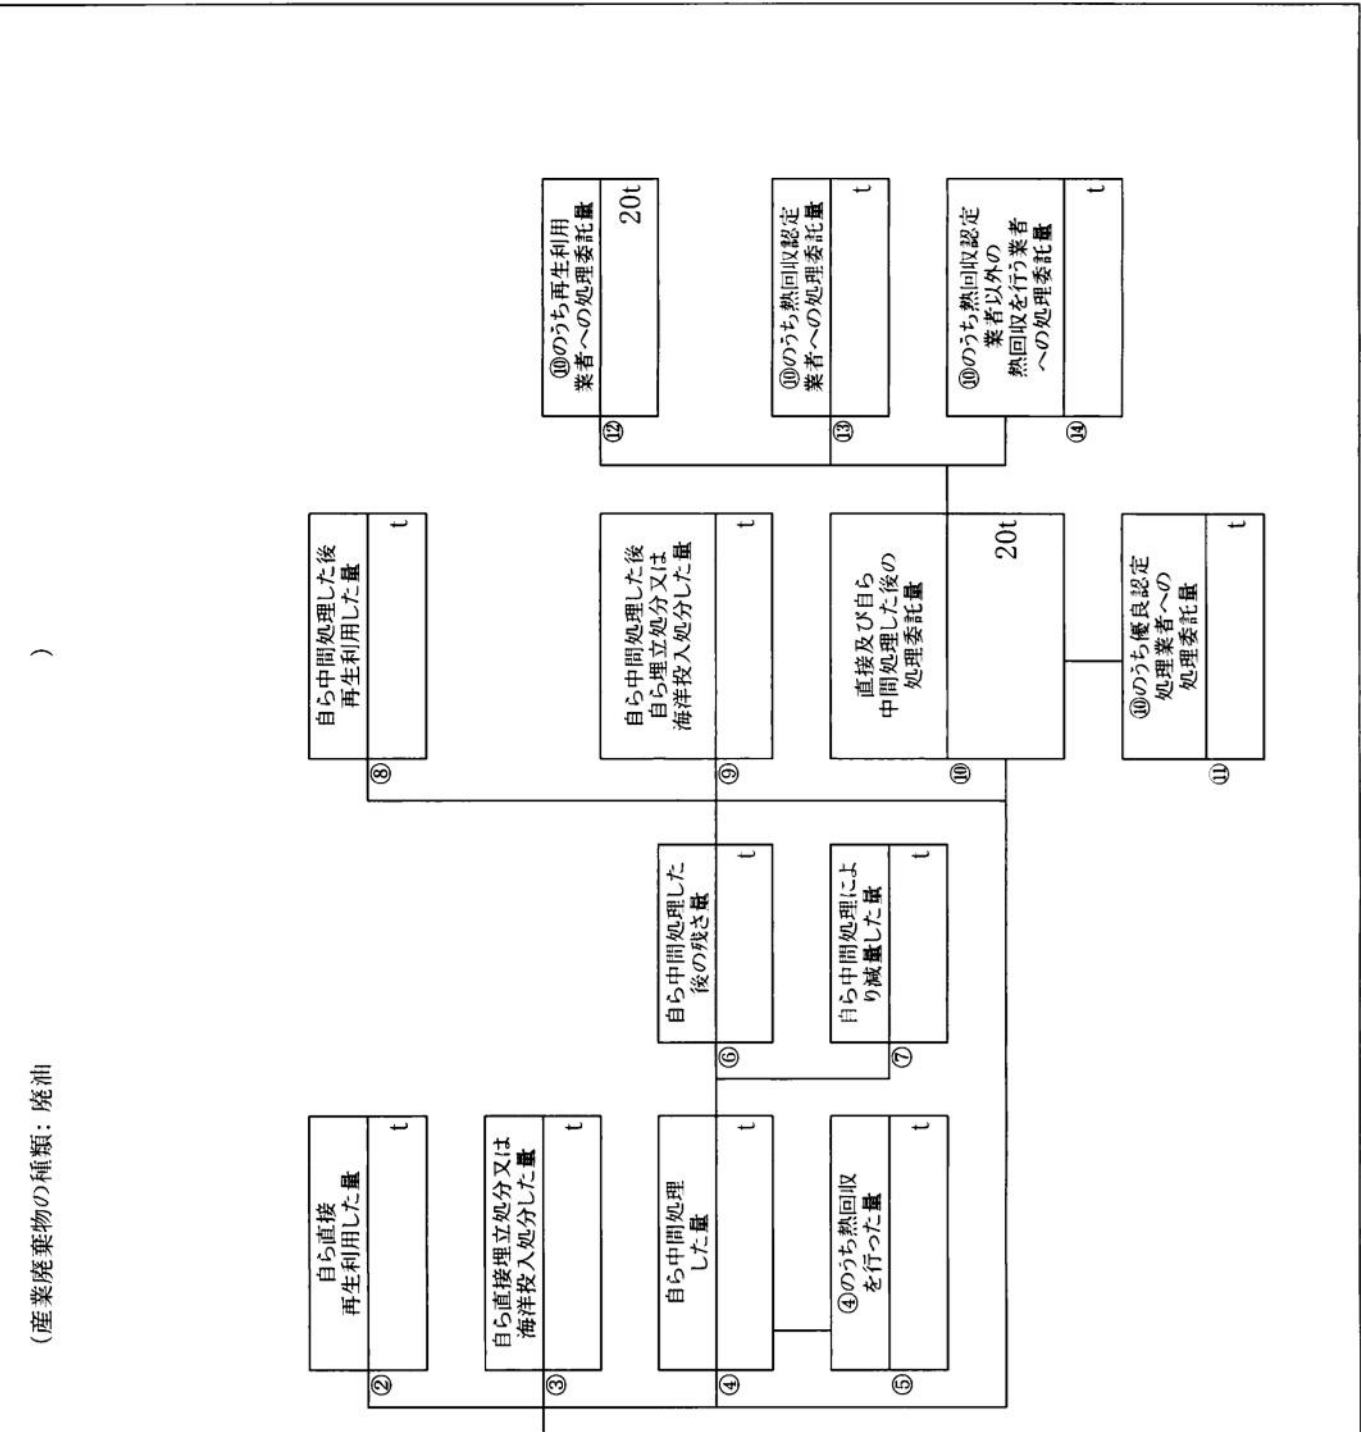 (産業廃棄物の種類：廃油 )
②
自ら直接
再生利用した量
t
③
自ら直接埋立処分又は
海洋投入処分した量
t
④
自ら中間処理
した量
t
⑤
④のうち熱回収
を行った量
t
⑥
自ら中間処理した
後の残さ量
t
⑦
自ら中間処理によ
り減量した量
t
⑧
自ら中間処理した後
再生利用した量
t
⑨
自ら中間処理した後
自ら埋立処分又は
海洋投入処分した量
t
⑩
直接及び自ら
中間処理した後の
処理委託量
20t
⑪
⑩のうち優良認定
処理業者への
処理委託量
t
⑫
⑩のうち再生利用
業者への処理委託量
20t
⑬
⑩のうち熱回収認定
業者への処理委託量
t
⑭
⑩のうち熱回収認定
業者以外の
熱回収を行う業者
への処理委託量
t